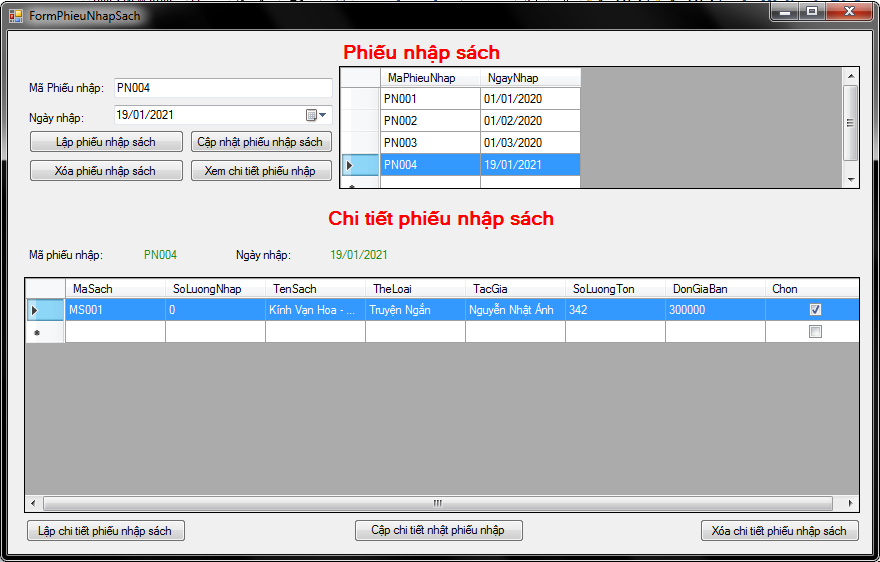 FormPhieuNhapSach
Phiếu nhập sách
Mã Phiếu nhập: PN004
Ngày nhập: 19/01/2021
Lập phiếu nhập sách Cập nhật phiếu nhập sách
Xóa phiếu nhập sách Xem chi tiết phiếu nhập
MaPhieuNhap NgayNhap
PN001 01/01/2020
PN002 01/02/2020
PN003 01/03/2020
PN004 19/01/2021
Chi tiết phiếu nhập sách
Mã phiếu nhập: PN004 Ngày nhập: 19/01/2021
MaSach SoLuongNhap TenSach TheLoai TacGia SoLuongTon DonGiaBan Chon
MS001 0 Kính Vạn Hoa - ... Truyện Ngắn Nguyễn Nhật Ánh 342 300000
Lập chi tiết phiếu nhập sách Cập chi tiết nhật phiếu nhập Xóa chi tiết phiếu nhập sách